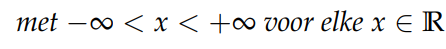 met −∞ < x < +∞ voor elke x ∈ ℝ